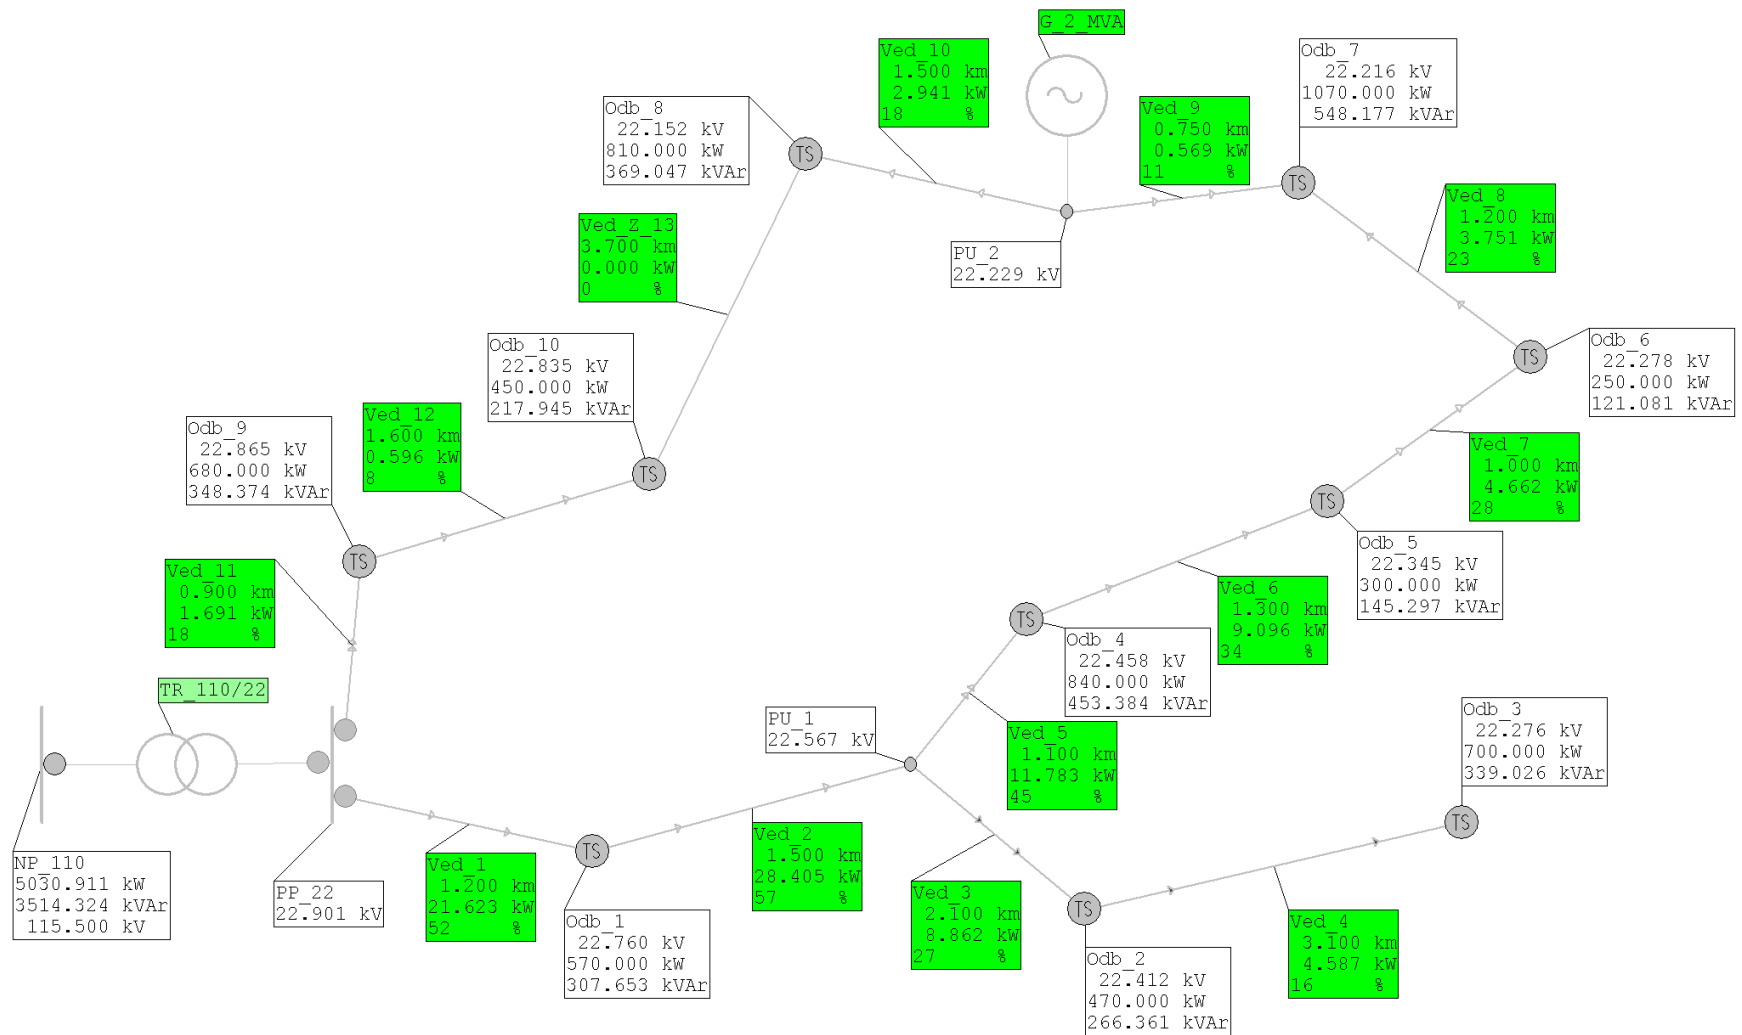 G_2_MVA
Ved_10
1.500 km
2.941 kW
18 %
Odb_7
22.216 kV
1070.000 kW
548.177 kVAr
Odb_8
22.152 kV
810.000 kW
369.047 kVAr
Ved_9
0.750 km
0.569 kW
11 %
TS
TS
Ved_8
1.200 km
3.751 kW
23 %
Ved_Z_13
3.700 km
0.000 kW
0 %
PU_2
22.229 kV
Odb_10
22.835 kV
450.000 kW
217.945 kVAr
TS
Odb_6
22.278 kV
250.000 kW
121.081 kVAr
Ved_12
1.600 km
0.596 kW
8 %
Odb_9
22.865 kV
680.000 kW
348.374 kVAr
TS
Ved_7
1.000 km
4.662 kW
28 %
TS
Odb_5
22.345 kV
300.000 kW
145.297 kVAr
TS
Ved_11
0.900 km
1.691 kW
18 %
Ved_6
1.300 km
9.096 kW
34 %
TS
Odb_4
22.458 kV
840.000 kW
453.384 kVAr
TR_110/22
PU_1
22.567 kV
Ved_5
1.100 km
11.783 kW
45 %
Odb_3
22.276 kV
700.000 kW
339.026 kVAr
TS
NP_110
5030.911 kW
3514.324 kVAr
115.500 kV
PP_22
22.901 kV
Ved_1
1.200 km
21.623 kW
52 %
TS
Odb_1
22.760 kV
570.000 kW
307.653 kVAr
Ved_2
1.500 km
28.405 kW
57 %
Ved_3
2.100 km
8.862 kW
27 %
TS
Odb_2
22.412 kV
470.000 kW
266.361 kVAr
Ved_4
3.100 km
4.587 kW
16 %